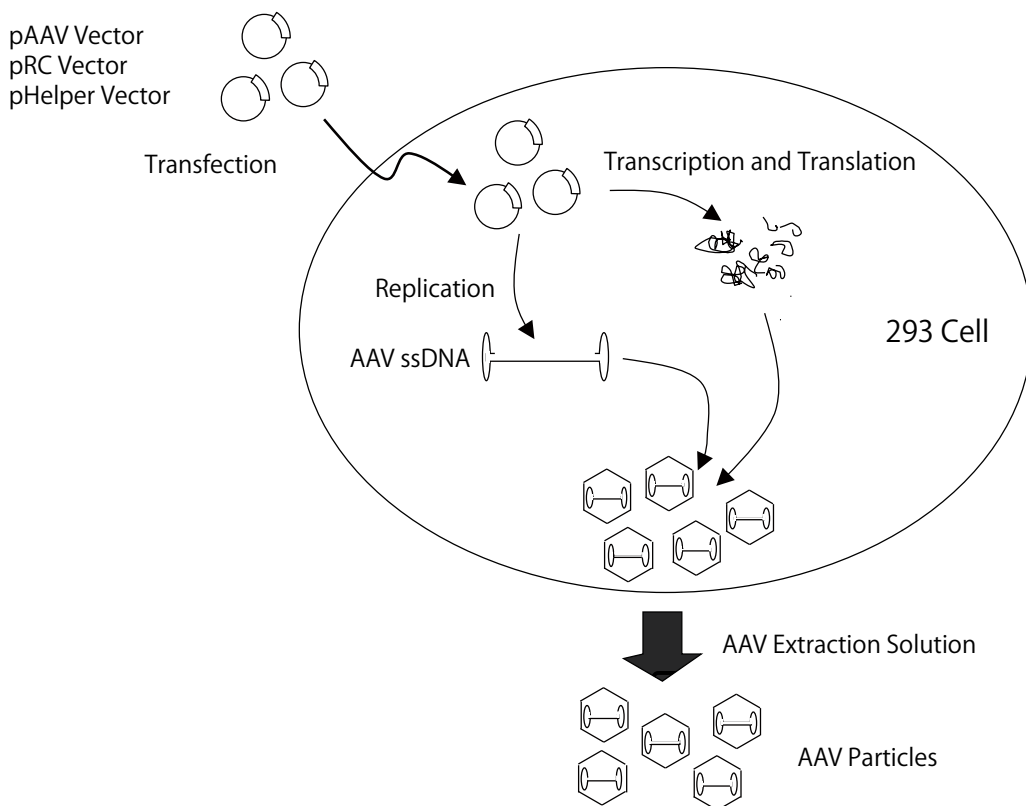 pAAV Vector
pRC Vector
pHelper Vector
Transfection
Transcription and Translation
Replication
293 Cell
AAV ssDNA
AAV Extraction Solution
AAV Particles